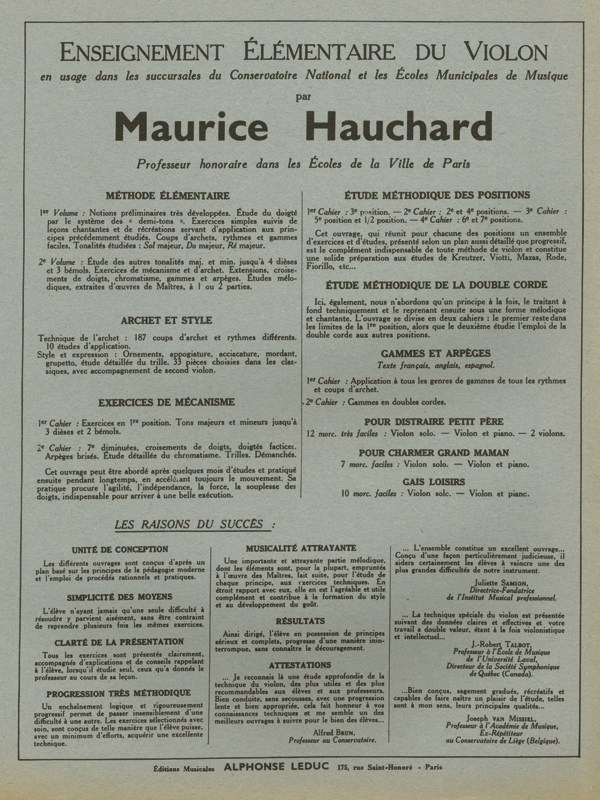 ENSEIGNEMENT ÉLÉMENTAIRE DU VIOLON
en usage dans les succursales du Conservatoire National et les Écoles Municipales de Musique
par
Maurice Hauchard
Professeur honoraire dans les Écoles de la Ville de Paris
MÉTHODE ÉLÉMENTAIRE
1er Volume : Notions préliminaires très développées. Étude du doigté
par le système des « demi-tons ». Exercices simples suivis de
leçons chantantes et de récréations servant d'application aux prin-
cipes précédemment étudiés. Coups d'archets, rythmes et gammes
faciles. Tonalités étudiées : Sol majeur, Do majeur, Ré majeur.
2e Volume : Étude des autres tonalités maj. et min. jusqu'à 4 dièses
et 3 bémols. Exercices de mécanisme et d'archet. Extensions, croise-
ments de doigts, chromatisme, gammes et arpèges. Études mélo-
diques, extraites d'œuvres de Maîtres, à 1 ou 2 parties.
ARCHET ET STYLE
Technique de l'archet : 187 coups d'archet et rythmes différents.
10 études d'application.
Style et expression : Ornements, appogiature, acciacature, mordant,
grupetto, étude détaillée du trille. 33 pièces choisies dans les clas-
siques, avec accompagnement de second violon.
EXERCICES DE MÉCANISME
1er Cahier : Exercices en 1re position. Tons majeurs et mineurs jusqu'à
3 dièses et 2 bémols.
2e Cahier : 7e diminuées, croisements de doigts, doigtés factices.
Arpèges brisés. Étude détaillée du chromatisme. Trilles. Démanchés.
Cet ouvrage peut être abordé après quelques mois d'études et pratiqué
ensuite pendant longtemps, en accélérant toujours le mouvement. Sa
pratique procure l'agilité, l'indépendance, la force, la souplesse des
doigts, indispensable pour arriver à une belle exécution.
ÉTUDE MÉTHODIQUE DES POSITIONS
1er Cahier : 3e position. — 2e Cahier : 2e et 4e positions. — 3e Cahier :
5e position et 1/2 position. — 4e Cahier : 6e et 7e positions.
Cet ouvrage, qui réunit pour chacune des positions un ensemble
d'exercices et d'études, présenté selon un plan aussi détaillé que progressif,
est le complément indispensable de toute méthode de violon et constitue
une solide préparation aux études de Kreutzer, Viotti, Mazas, Rode,
Fiorillo, etc...
ÉTUDE MÉTHODIQUE DE LA DOUBLE CORDE
Ici, également, nous n'abordons qu'un principe à la fois, le traitant à
fond techniquement et le reprenant ensuite sous une forme mélodique
et chantante. L'ouvrage se divise en deux cahiers : le premier reste dans
les limites de la 1re position, alors que le deuxième étudie l'emploi de la
double corde aux autres positions.
GAMMES ET ARPÈGES
Texte français, anglais, espagnol.
1er Cahier : Application à tous les genres de gammes de tous les rythmes
et coups d'archet.
2e Cahier : Gammes en doubles cordes.
POUR DISTRAIRE PETIT PÈRE
12 morc. très faciles : Violon solo. — Violon et piano. — 2 violons.
POUR CHARMER GRAND MAMAN
7 morc. faciles : Violon solo. — Violon et piano.
GAIS LOISIRS
10 morc. faciles : Violon solo. — Violon et piano.
LES RAISONS DU SUCCÈS :
UNITÉ DE CONCEPTION
Les différents ouvrages sont conçus d'après un
plan basé sur les principes de la pédagogie moderne
et l'emploi de procédés rationnels et pratiques.
SIMPLICITÉ DES MOYENS
L'élève n'ayant jamais qu'une seule difficulté à
résoudre y parvient aisément, sans être contraint
de reprendre plusieurs fois les mêmes exercices.
CLARTÉ DE LA PRÉSENTATION
Tous les exercices sont présentés clairement,
accompagnés d'explications et de conseils rappelant
à l'élève, lorsqu'il étudie seul, ceux qu'a donnés le
professeur au cours de sa leçon.
PROGRESSION TRÈS MÉTHODIQUE
Un enchaînement logique et rigoureusement
progressif permet de passer insensiblement d'une
difficulté à une autre. Les exercices sélectionnés avec
soin, sont conçus de telle manière que l'élève puisse,
avec un minimum d'efforts, acquérir une excellente
technique.
MUSICALITÉ ATTRAYANTE
Une importante et attrayante partie mélodique,
dont les éléments sont, pour la plupart, empruntés
à l'œuvre des Maîtres, fait suite, pour l'étude de
chaque principe, aux exercices techniques. En
étroit rapport avec eux, elle en est l'agréable et utile
complément et contribue à la formation du style
et au développement du goût.
RÉSULTATS
Ainsi dirigé, l'élève en possession de principes
sérieux et complets, progresse d'une manière inin-
terrompue, sans connaître le découragement.
ATTESTATIONS
... Je reconnais là une étude approfondie de la
technique du violon, des plus utiles et des plus
recommandables aux élèves et aux professeurs.
Bien conduite, sans secousses, avec une progression
lente et bien appropriée, cela fait honneur à vos
connaissances techniques et me semble un des
meilleurs ouvrages à suivre pour le bien des élèves...
Alfred BRUN,
Professeur au Conservatoire.
... L'ensemble constitue un excellent ouvrage...
Conçu d'une façon particulièrement judicieuse, il
aidera certainement les élèves à vaincre une des
plus grandes difficultés de notre instrument.
Juliette SAMSON,
Directrice-Fondatrice
de l'Institut Musical professionnel.
... La technique spéciale du violon est présentée
suivant des données claires et effectives et votre
travail a double valeur, étant à la fois violonistique
et intellectuel...
J.-Robert TALBOT,
Professeur à l'École de Musique
de l'Université Laval,
Directeur de la Société Symphonique
de Québec (Canada).
...Bien conçus, sagement gradués, récréatifs et
capables de faire naître un plaisir d'étude, telles
sont à mon sens, leurs principales qualités...
Joseph VAN MISSIEL,
Professeur à l'Académie de Musique,
Ex-Répétiteur
au Conservatoire de Liège (Belgique).
Éditions Musicales ALPHONSE LEDUC 175, rue Saint-Honoré - Paris